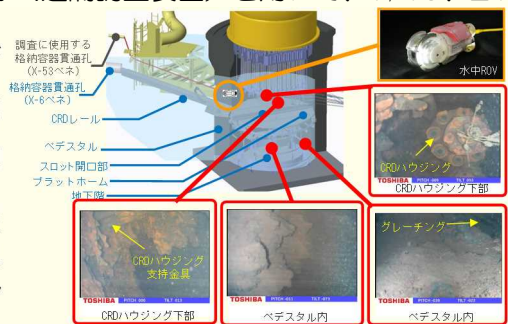 調査に使用する
格納容器貫通孔
(X-53ペネ)
格納容器貫通孔
(X-6ペネ)
CRDレール
ペデスタル
スロット開口部
プラットホーム
地下階
水中ROV
CRDハウジング
TOSHIBA
CRDハウジング下部
CRDハウジング
支持金具
TOSHIBA
CRDハウジング下部
TOSHIBA
ペデスタル内
グレーチング
TOSHIBA
ペデスタル内